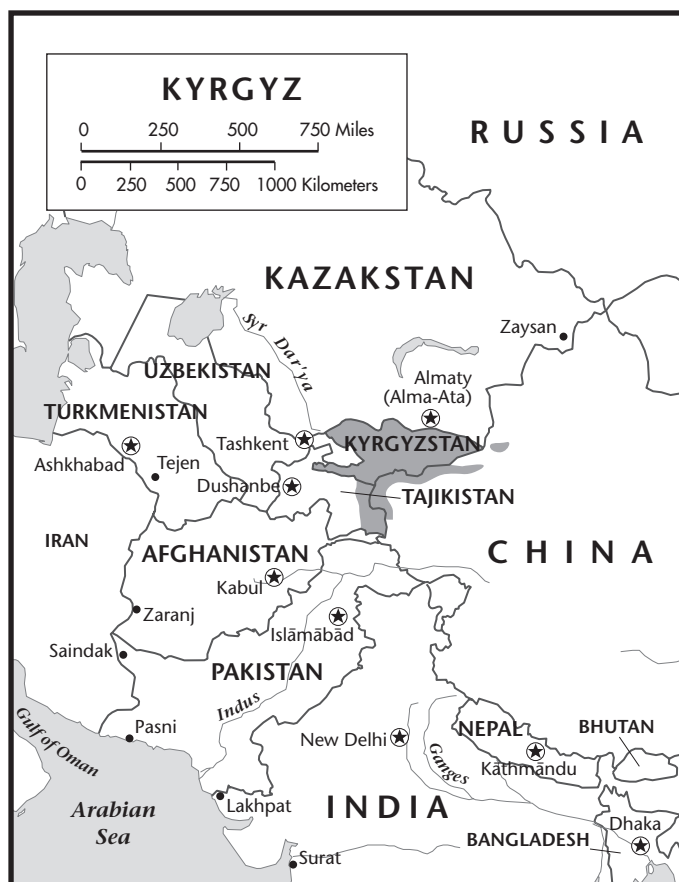 KYRGYZ
0 250 500 750 Miles
0 250 500 750 1000 Kilometers
RUSSIA
KAZAKSTAN
Zaysan
Syr Dar'ya
UZBEKISTAN
Almaty
(Alma-Ata)
TURKMENISTAN
Tashkent
KYRGYZSTAN
Ashkhabad
Tejen
Dushanbe
TAJIKISTAN
IRAN
AFGHANISTAN
CHINA
Kabul
Zaranj
Islāmābād
Saindak
PAKISTAN
Indus
Gulf of Oman
Pasni
New Delhi
NEPAL
BHUTAN
Ganges
Kāthmāndu
Lakhpat
INDIA
Arabian
Sea
Dhaka
BANGLADESH
Surat